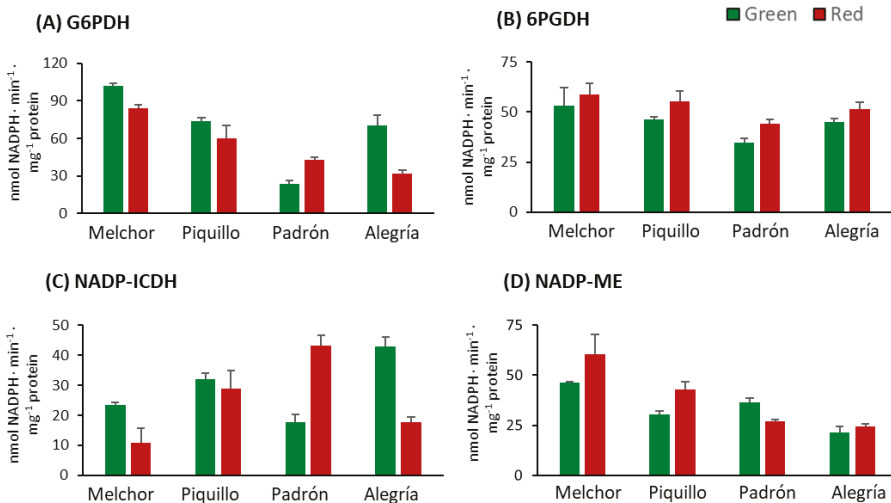 (A) G6PDH
nmol NADPH · min⁻¹ ·
mg⁻¹ protein
120
90
60
30
0
Melchor Piquillo Padrón Alegría
(B) 6PGDH
Green Red
nmol NADPH · min⁻¹ ·
mg⁻¹ protein
75
50
25
0
Melchor Piquillo Padrón Alegría
(C) NADP-ICDH
nmol NADPH · min⁻¹ ·
mg⁻¹ protein
50
40
30
20
10
0
Melchor Piquillo Padrón Alegría
(D) NADP-ME
nmol NADPH · min⁻¹ ·
mg⁻¹ protein
75
50
25
0
Melchor Piquillo Padrón Alegría